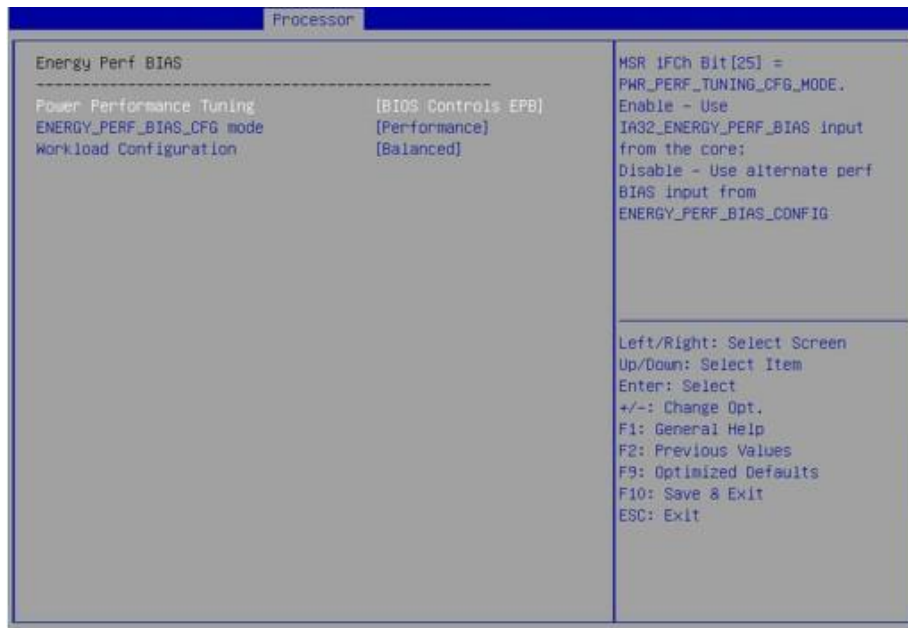 Processor
Energy Perf BIAS
--------------------------------------------------
Power Performance Tuning [BIOS Controls EPB]
ENERGY_PERF_BIAS_CFG mode [Performance]
Workload Configuration [Balanced]
MSR 1FCh Bit[25] =
PWR_PERF_TUNING_CFG_MODE.
Enable - Use
IA32_ENERGY_PERF_BIAS input
from the core;
Disable - Use alternate perf
BIAS input from
ENERGY_PERF_BIAS_CONFIG
Left/Right: Select Screen
Up/Down: Select Item
Enter: Select
+/-: Change Opt.
F1: General Help
F2: Previous Values
F9: Optimized Defaults
F10: Save & Exit
ESC: Exit